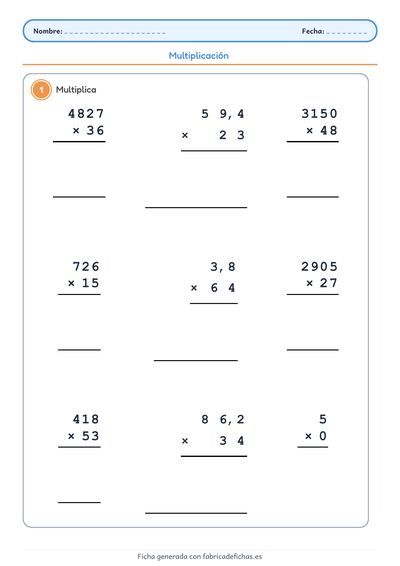 Nombre:
Fecha:
Multiplicación
1 Multiplica
4827
× 36
5 9,4
× 2 3
3150
× 48
726
× 15
3,8
× 6 4
2905
× 27
418
× 53
8 6,2
× 3 4
5
× 0
Ficha generada con fabricadefichas.es